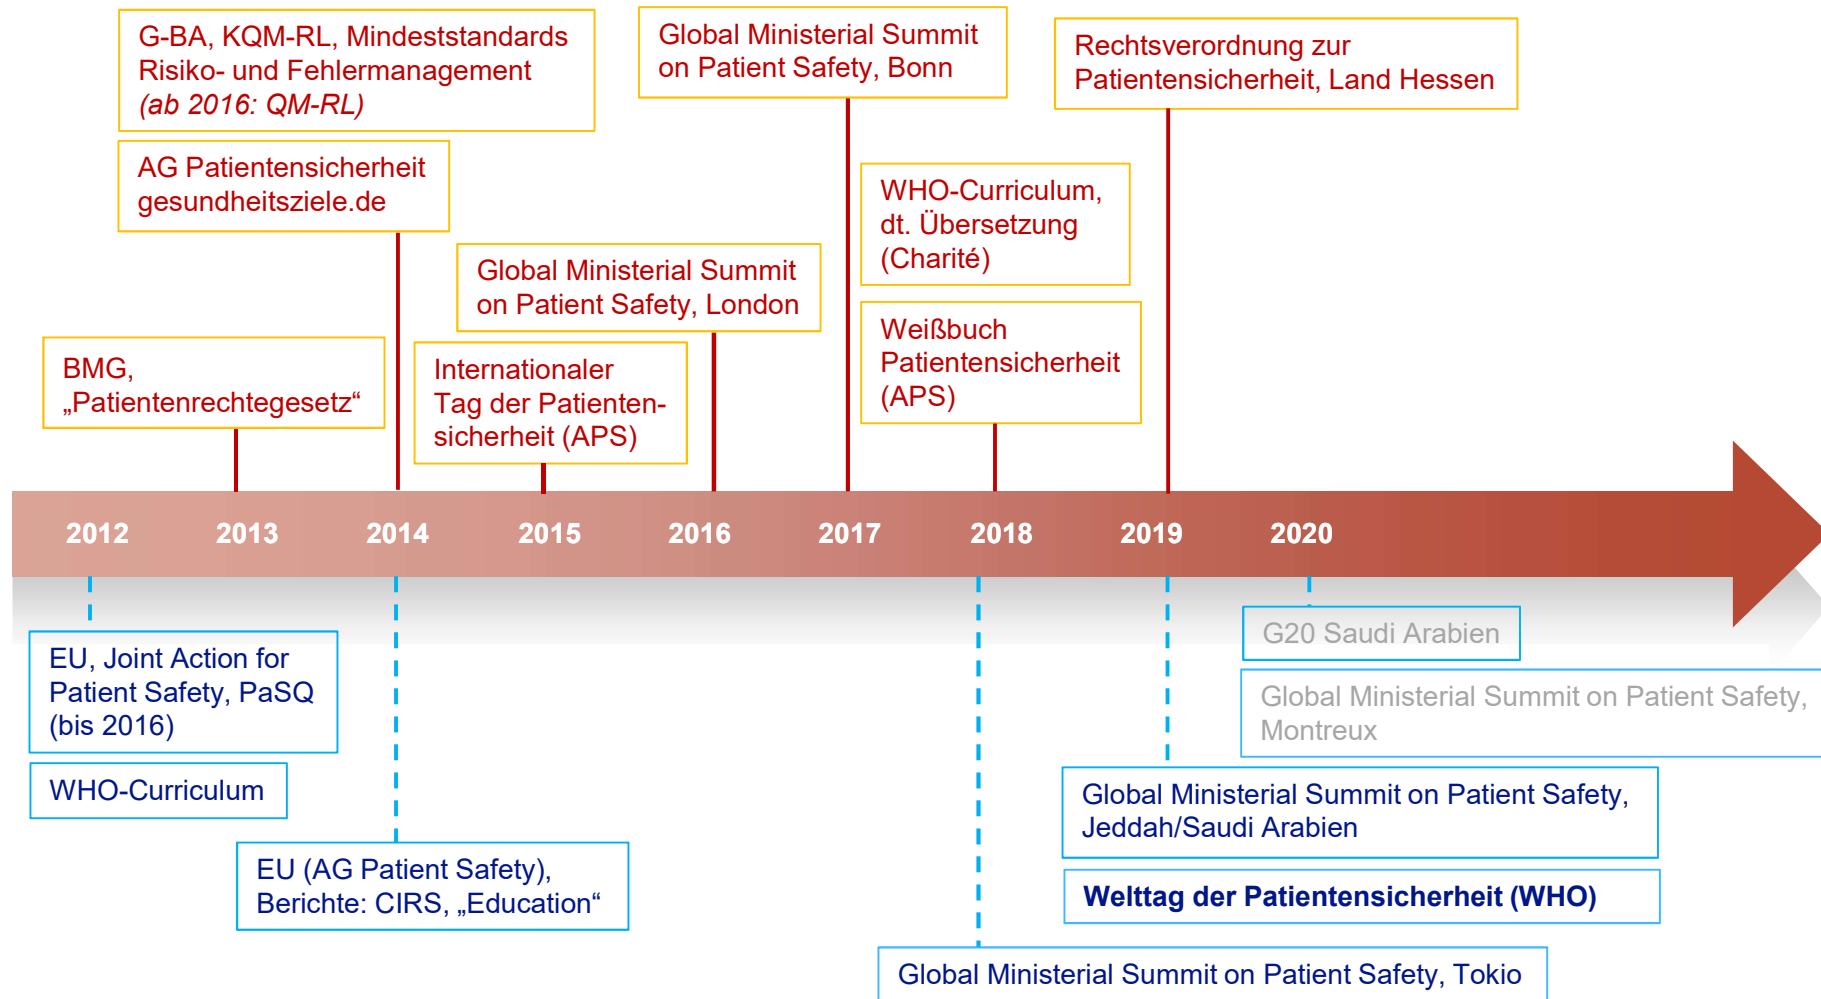 G-BA, KQM-RL, Mindeststandards
Risiko- und Fehlermanagement
(ab 2016: QM-RL)
AG Patientensicherheit
gesundheitsziele.de
Global Ministerial Summit
on Patient Safety, Bonn
Rechtsverordnung zur
Patientensicherheit, Land Hessen
WHO-Curriculum,
dt. Übersetzung
(Charité)
Global Ministerial Summit
on Patient Safety, London
Weißbuch
Patientensicherheit
(APS)
BMG,
„Patientenrechtegesetz“
Internationaler
Tag der Patienten-
sicherheit (APS)
2012 2013 2014 2015 2016 2017 2018 2019 2020
G20 Saudi Arabien
EU, Joint Action for
Patient Safety, PaSQ
(bis 2016)
Global Ministerial Summit on Patient Safety,
Montreux
WHO-Curriculum
Global Ministerial Summit on Patient Safety,
Jeddah/Saudi Arabien
EU (AG Patient Safety),
Berichte: CIRS, „Education“
Welttag der Patientensicherheit (WHO)
Global Ministerial Summit on Patient Safety, Tokio